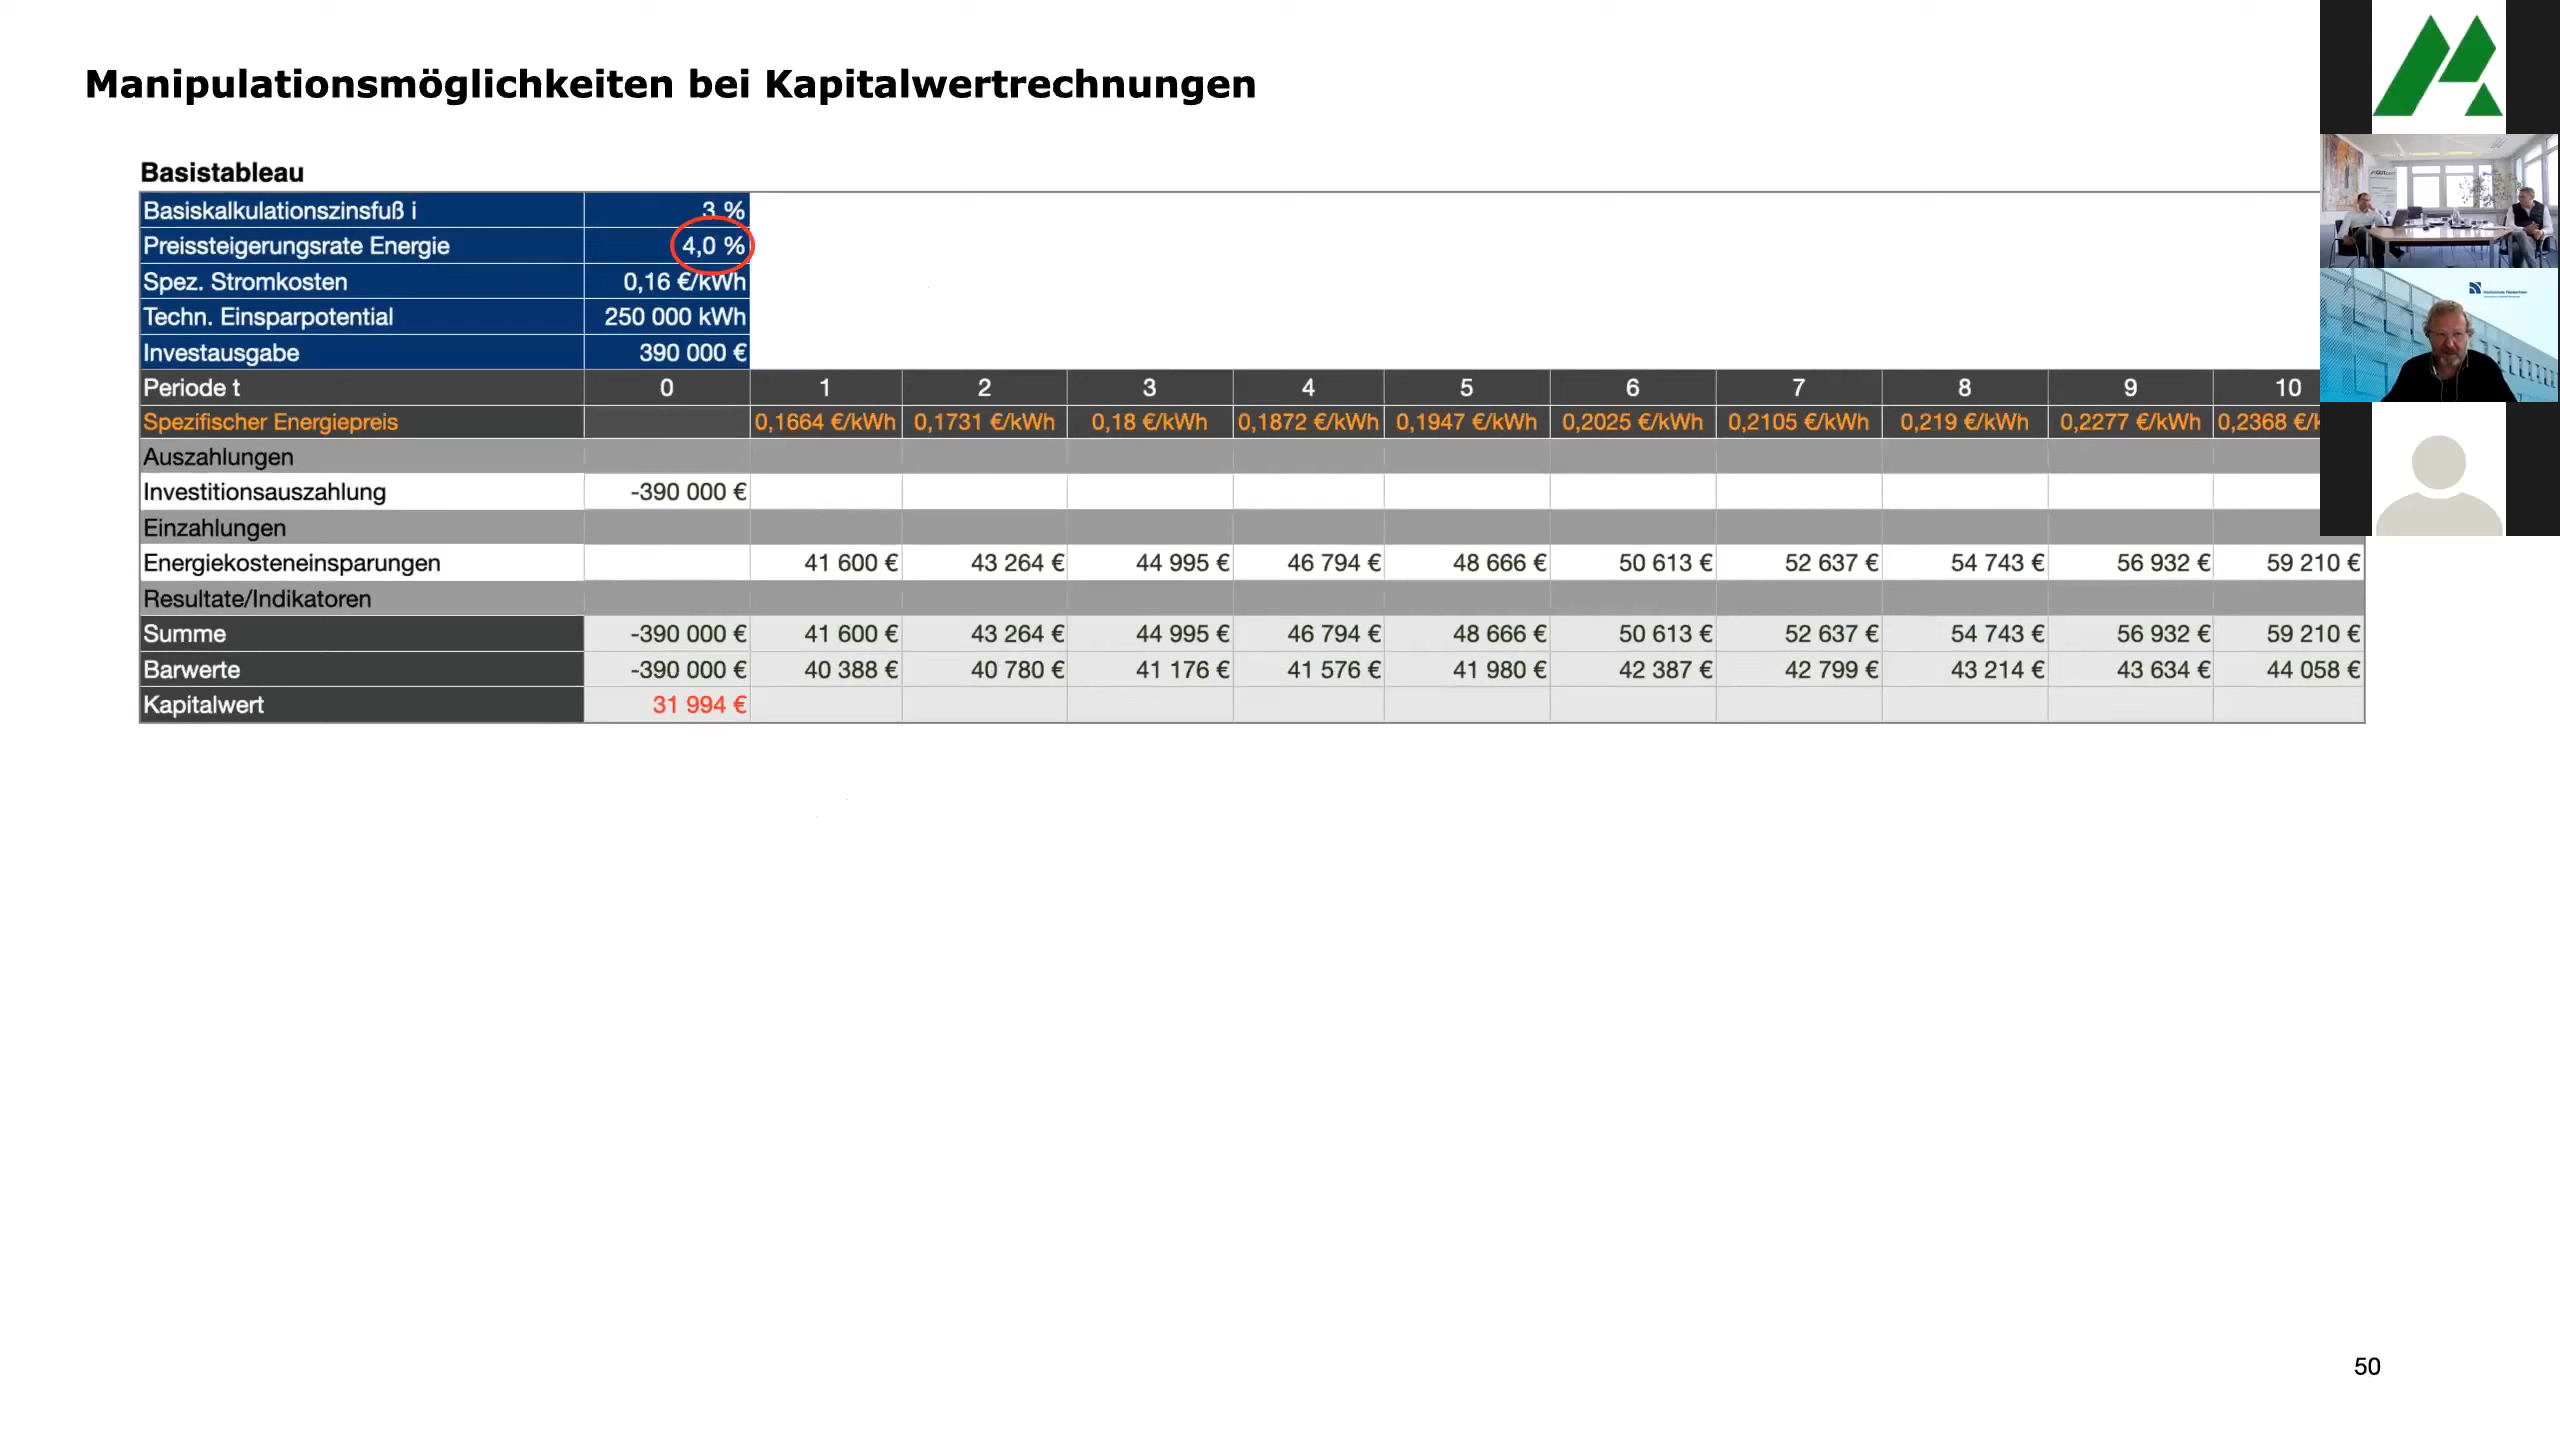 Manipulationsmöglichkeiten bei Kapitalwertrechnungen
Basistableau
Basiskalkulationszinsfuß i 3 %
Preissteigerungsrate Energie 4,0 %
Spez. Stromkosten 0,16 €/kWh
Techn. Einsparpotential 250 000 kWh
Investausgabe 390 000 €
Periode t 0 1 2 3 4 5 6 7 8 9 10
Spezifischer Energiepreis 0,1664 €/kWh 0,1731 €/kWh 0,18 €/kWh 0,1872 €/kWh 0,1947 €/kWh 0,2025 €/kWh 0,2105 €/kWh 0,219 €/kWh 0,2277 €/kWh 0,2368
Auszahlungen
Investitionsauszahlung -390 000 €
Einzahlungen
Energiekosteneinsparungen 41 600 € 43 264 € 44 995 € 46 794 € 48 666 € 50 613 € 52 637 € 54 743 € 56 932 € 59 210 €
Resultate/Indikatoren
Summe -390 000 € 41 600 € 43 264 € 44 995 € 46 794 € 48 666 € 50 613 € 52 637 € 54 743 € 56 932 € 59 210 €
Barwerte -390 000 € 40 388 € 40 780 € 41 176 € 41 576 € 41 980 € 42 387 € 42 799 € 43 214 € 43 634 € 44 058 €
Kapitalwert 31 994 €
50